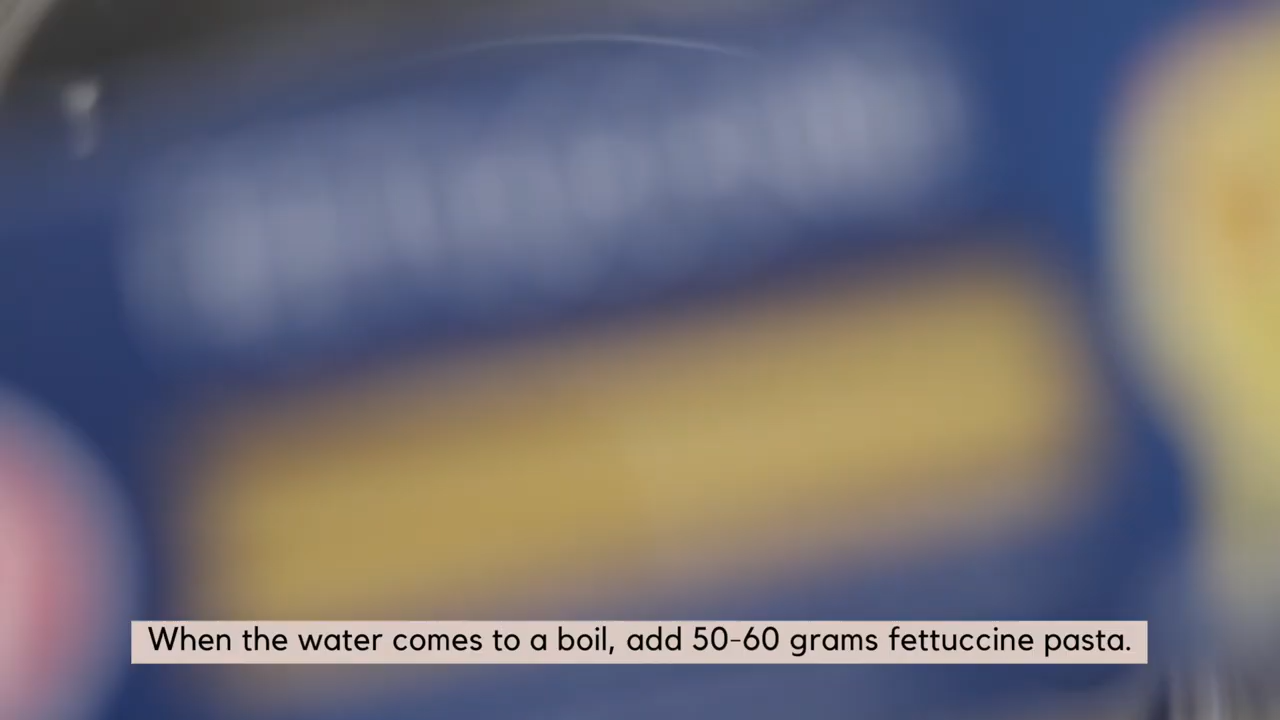 When the water comes to a boil, add 50-60 grams fettuccine pasta.